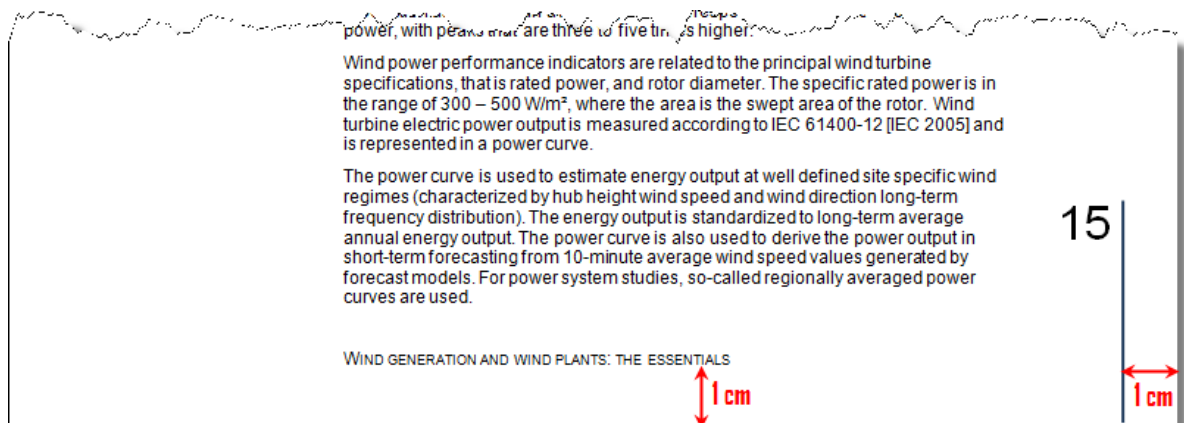 power, with peaks that are three to five times higher.
Wind power performance indicators are related to the principal wind turbine
specifications, that is rated power, and rotor diameter. The specific rated power is in
the range of 300 – 500 W/m², where the area is the swept area of the rotor. Wind
turbine electric power output is measured according to IEC 61400-12 [IEC 2005] and
is represented in a power curve.
The power curve is used to estimate energy output at well defined site specific wind
regimes (characterized by hub height wind speed and wind direction long-term
frequency distribution). The energy output is standardized to long-term average
annual energy output. The power curve is also used to derive the power output in
short-term forecasting from 10-minute average wind speed values generated by
forecast models. For power system studies, so-called regionally averaged power
curves are used.
15
WIND GENERATION AND WIND PLANTS: THE ESSENTIALS
1 cm
1 cm